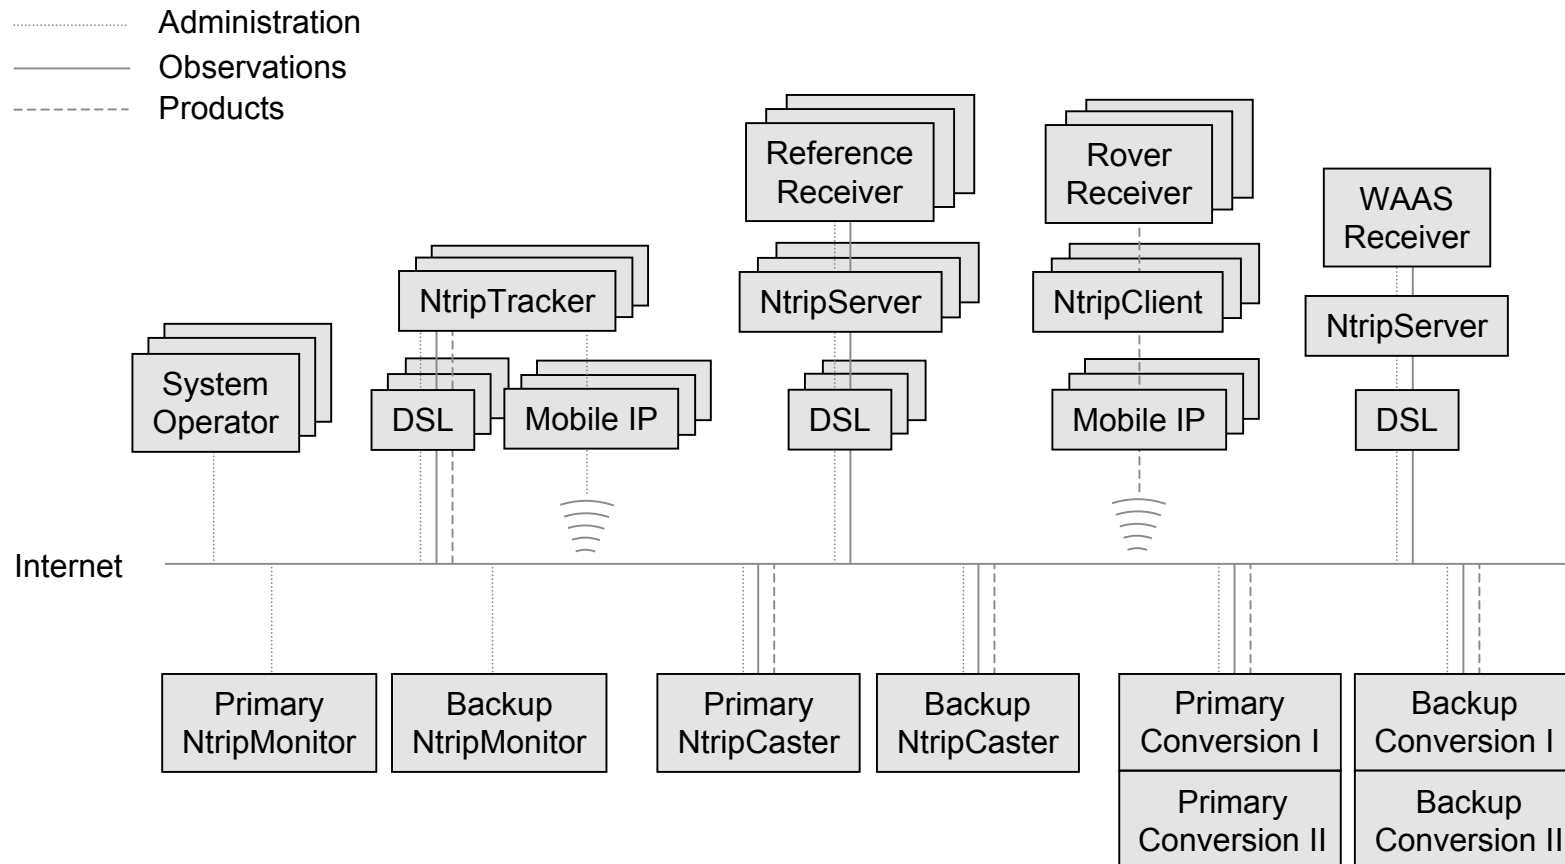 Administration
Observations
Products
Reference
Receiver
Rover
Receiver
WAAS
Receiver
NtripTracker
NtripServer
NtripClient
NtripServer
System
Operator
DSL
Mobile IP
DSL
Mobile IP
DSL
Internet
Primary
NtripMonitor
Backup
NtripMonitor
Primary
NtripCaster
Backup
NtripCaster
Primary
Conversion I
Backup
Conversion I
Primary
Conversion II
Backup
Conversion II